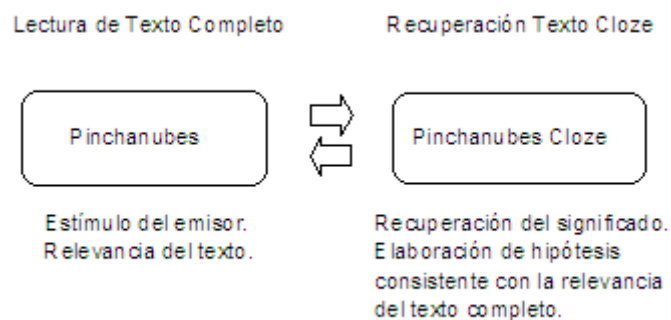 Lectura de Texto Completo
Recuperación Texto Cloze
Pinchanubes
Pinchanubes Cloze
Estímulo del emisor.
Relevancia del texto.
Recuperación del significado.
Elaboración de hipótesis
consistente con la relevancia
del texto completo.